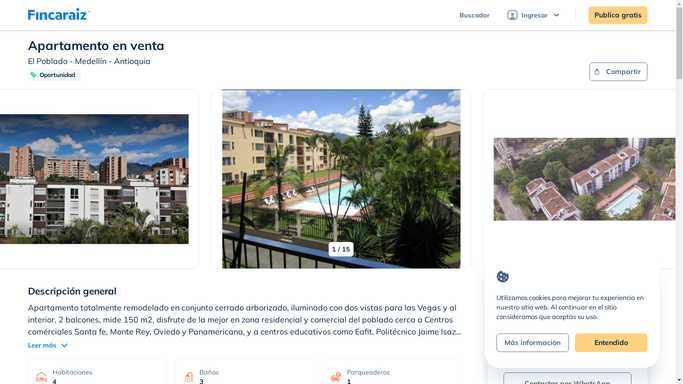 Fincaraiz
Buscador
Ingresar
Publica gratis
Apartamento en venta
El Poblado - Medellín - Antioquia
Oportunidad
Compartir
1 / 15
Descripción general
Apartamento totalmente remodelado en conjunto cerrado arborizado, iluminado con dos vistas para las Vegas y al
interior, 2 balcones, mide 150 m2, disfrute de la mejor en zona residencial y comercial del poblado cerca a Centros
comérciales Santa fe, Monte Rey, Oviedo y Panamericana, y a centros educativos como Eafit, Politécnico Jaime Isaz...
Leer más
Habitaciones
4
Baños
3
Parqueaderos
1
Utilizamos cookies para mejorar tu experiencia en
nuestro sitio web. Al continuar en el sitio
consideramos que aceptas su uso.
Más información
Entendido
Contactar por WhatsApp